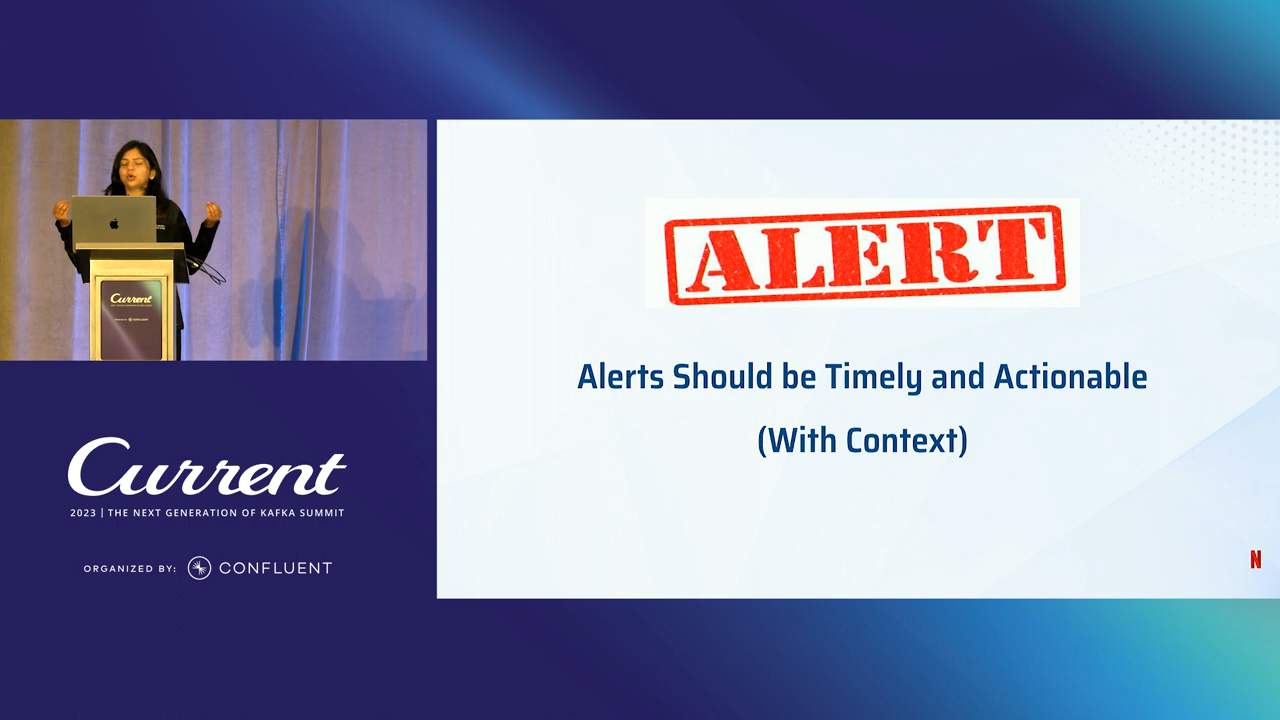 Current
ALERT
Alerts Should be Timely and Actionable
(With Context)
Current
2023 | THE NEXT GENERATION OF KAFKA SUMMIT
ORGANIZED BY: CONFLUENT
N